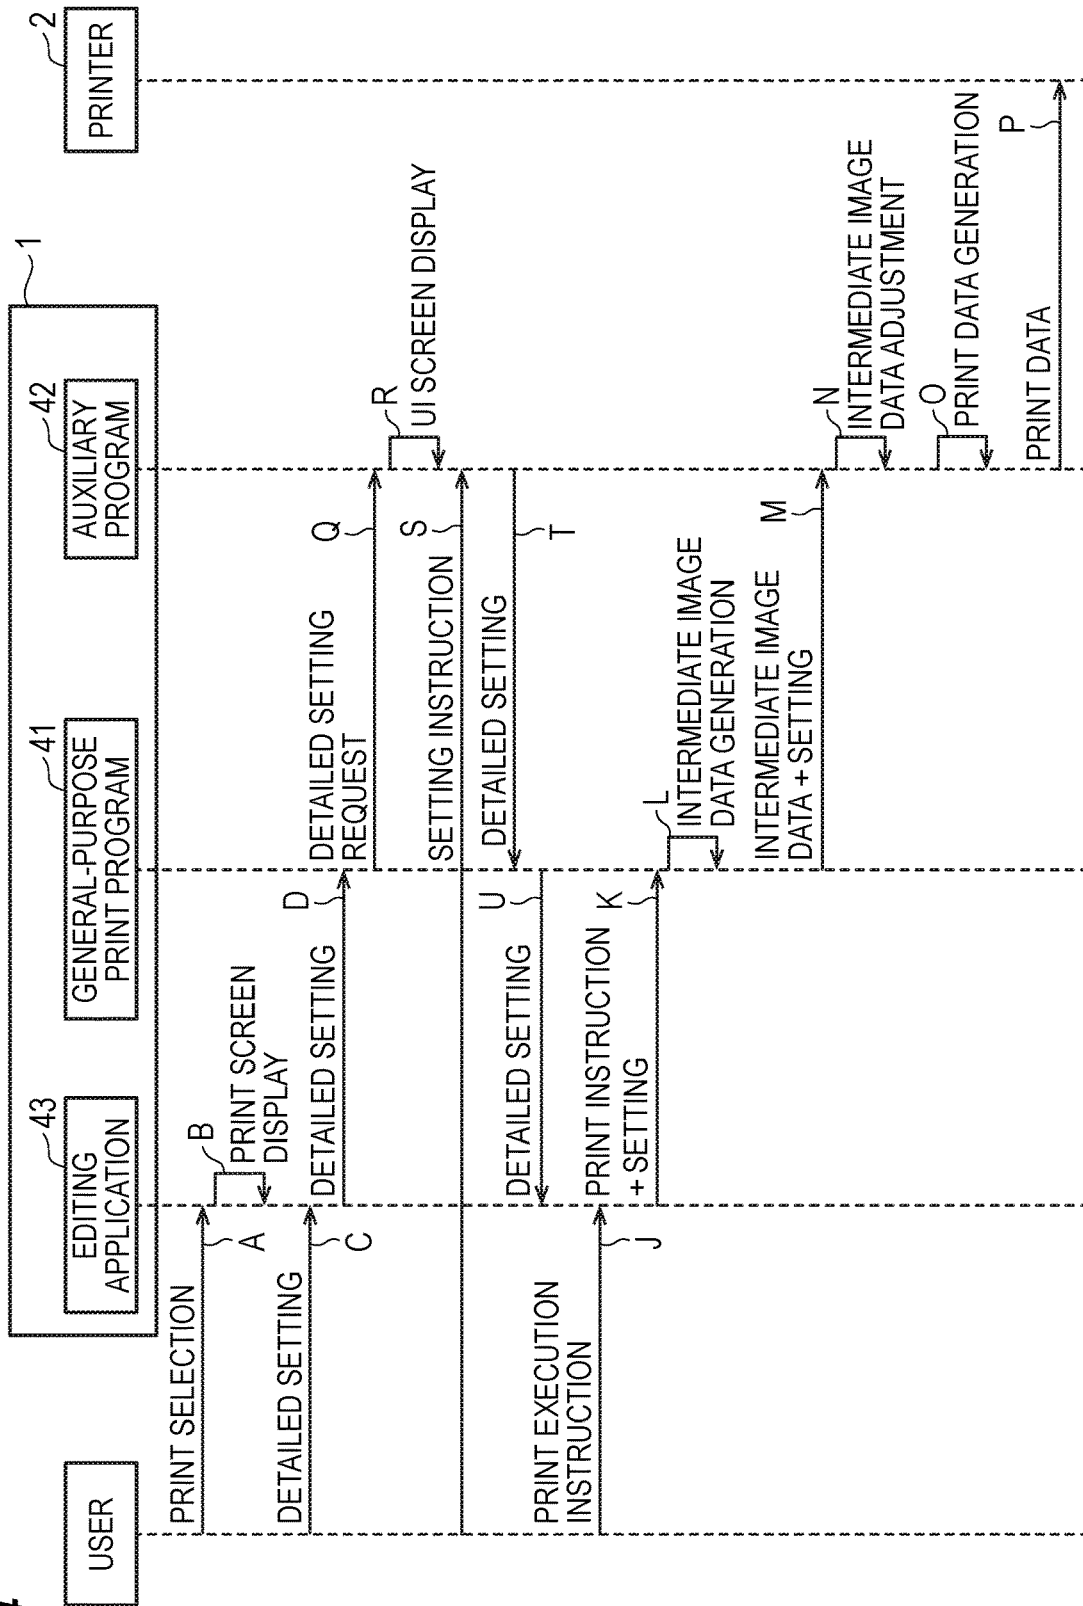 USER
1
43
EDITING
APPLICATION
41
GENERAL-PURPOSE
PRINT PROGRAM
42
AUXILIARY
PROGRAM
2
PRINTER
PRINT SELECTION
A
B
PRINT SCREEN
DISPLAY
DETAILED SETTING
C
DETAILED SETTING
D
DETAILED SETTING
REQUEST
Q
R
UI SCREEN DISPLAY
SETTING INSTRUCTION
S
DETAILED SETTING
T
DETAILED SETTING
U
PRINT EXECUTION
INSTRUCTION
J
PRINT INSTRUCTION
+ SETTING
K
L
INTERMEDIATE IMAGE
DATA GENERATION
INTERMEDIATE IMAGE
DATA + SETTING
M
N
INTERMEDIATE IMAGE
DATA ADJUSTMENT
O
PRINT DATA GENERATION
PRINT DATA
P